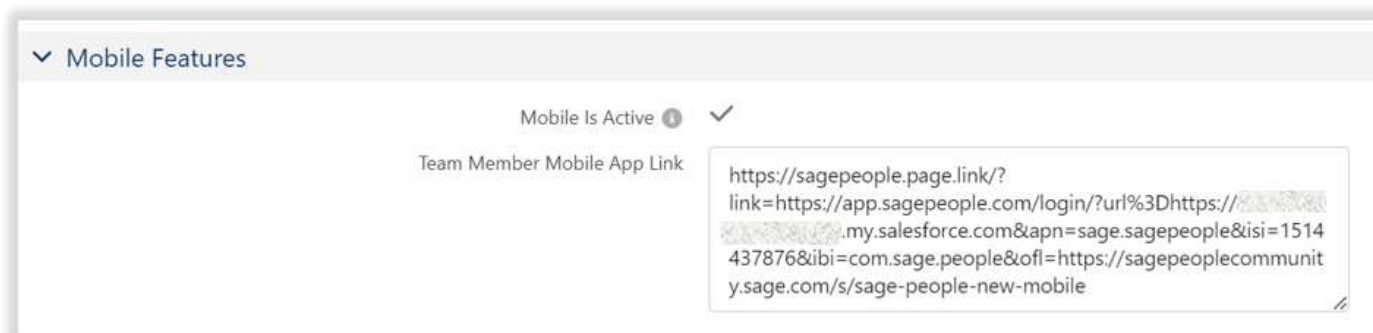 Mobile Features
Mobile Is Active
Team Member Mobile App Link
https://sagepeople.page.link/?
link=https://app.sagepeople.com/login/?url%3Dhttps://
.my.salesforce.com&apn=sage.sagepeople&isi=1514
437876&ibi=com.sage.people&ofl=https://sagepeoplecommunit
y.sage.com/s/sage-people-new-mobile